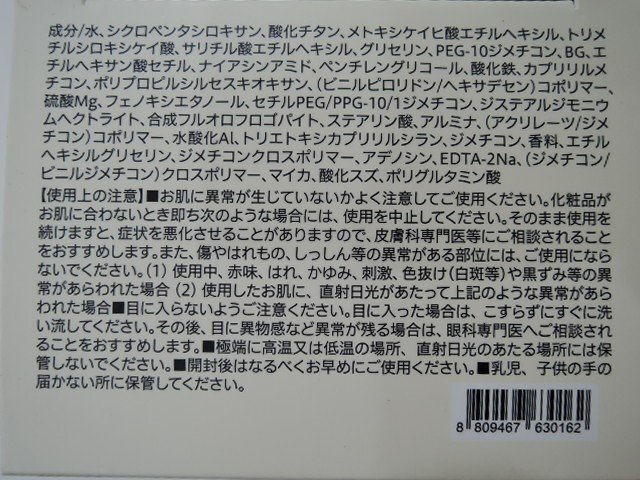 成分/水、シクロペンタシロキサン、酸化チタン、メトキシケイヒ酸エチルヘキシル、トリメ
チルシロキシケイ酸、サリチル酸エチルヘキシル、グリセリン、PEG-10ジメチコン、BG、エ
チルヘキサン酸セチル、ナイアシンアミド、ペンチレングリコール、酸化鉄、カプリリルメ
チコン、ポリプロピルシルセスキオキサン、(ビニルピロリドン/ヘキサデセン)コポリマー、
硫酸Mg、フェノキシエタノール、セチルPEG/PPG-10/1ジメチコン、ジステアルジモニウ
ムヘクトライト、合成フルオロフロゴパイト、ステアリン酸、アルミナ、(アクリレーツ/ジメ
チコン)コポリマー、水酸化Al、トリエトキシカプリリルシラン、ジメチコン、香料、エチル
ヘキシルグリセリン、ジメチコンクロスポリマー、アデノシン、EDTA-2Na、(ジメチコン/
ビニルジメチコン)クロスポリマー、マイカ、酸化スズ、ポリグルタミン酸
【使用上の注意】■お肌に異常が生じていないかよく注意してご使用ください。化粧品が
お肌に合わないとき即ち次のような場合には、使用を中止してください。そのまま使用を
続けますと、症状を悪化させることがありますので、皮膚科専門医等にご相談されること
をおすすめします。また、傷やはれもの、しっしん等の異常がある部位には、ご使用になら
ないでください。(1) 使用中、赤味、はれ、かゆみ、刺激、色抜け(白斑等)や黒ずみ等の異
常があらわれた場合 (2) 使用したお肌に、直射日光があたって上記のような異常があら
われた場合■目に入らないようご注意ください。目に入った場合は、こすらずにすぐに洗
い流してください。その後、目に異物感など異常が残る場合は、眼科専門医へご相談され
ることをおすすめします。■極端に高温又は低温の場所、直射日光のあたる場所には保
管しないでください。■開封後はなるべくお早めにご使用ください。■乳児、子供の手の
届かない所に保管してください。
8 809467 630162